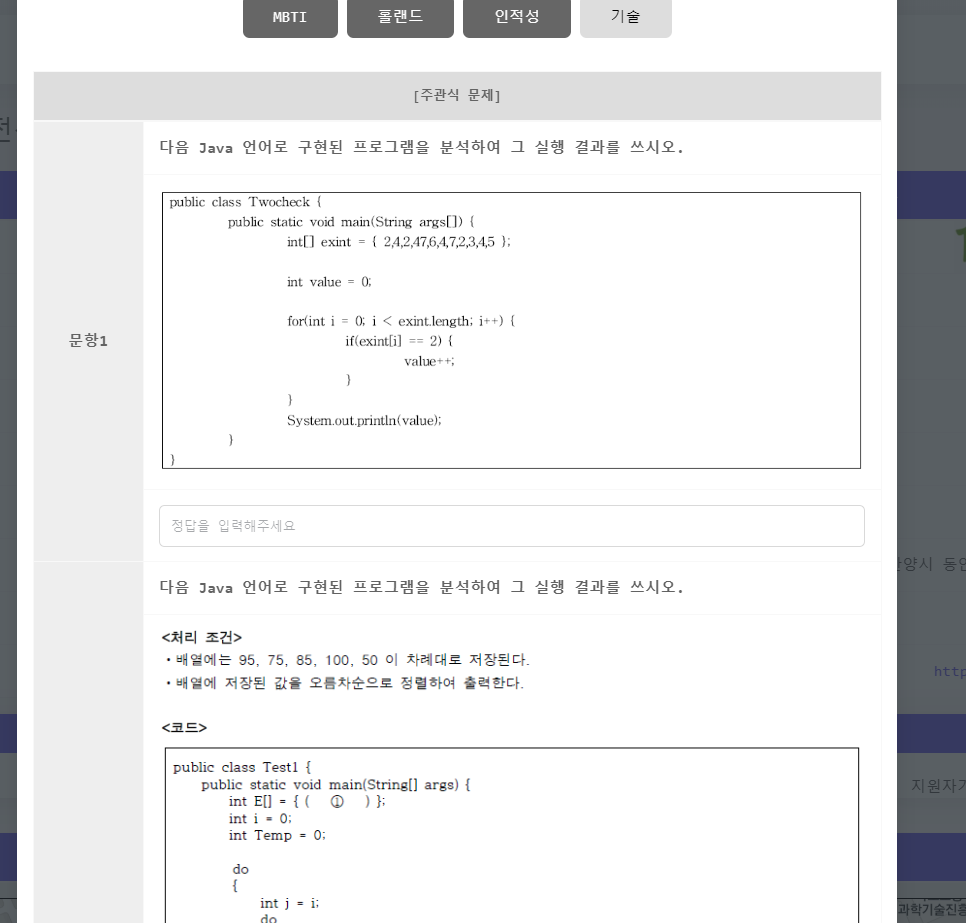 MBTI
홀랜드
인적성
기술
[주관식 문제]
문항1
다음 Java 언어로 구현된 프로그램을 분석하여 그 실행 결과를 쓰시오.
public class Twocheck {
public static void main(String args[]) {
int[] exint = { 2,4,2,47,6,4,7,2,3,4,5 };
int value = 0;
for(int i = 0; i < exint.length; i++) {
if(exint[i] == 2) {
value++;
}
}
System.out.println(value);
}
}
정답을 입력해주세요
다음 Java 언어로 구현된 프로그램을 분석하여 그 실행 결과를 쓰시오.
<처리 조건>
・배열에는 95, 75, 85, 100, 50 이 차례대로 저장된다.
・배열에 저장된 값을 오름차순으로 정렬하여 출력한다.
<코드>
public class Test1 {
public static void main(String[] args) {
int E[] = { ( ① ) };
int i = 0;
int Temp = 0;
do
{
int j = i;
do
http
지원자가
과학기술진흥